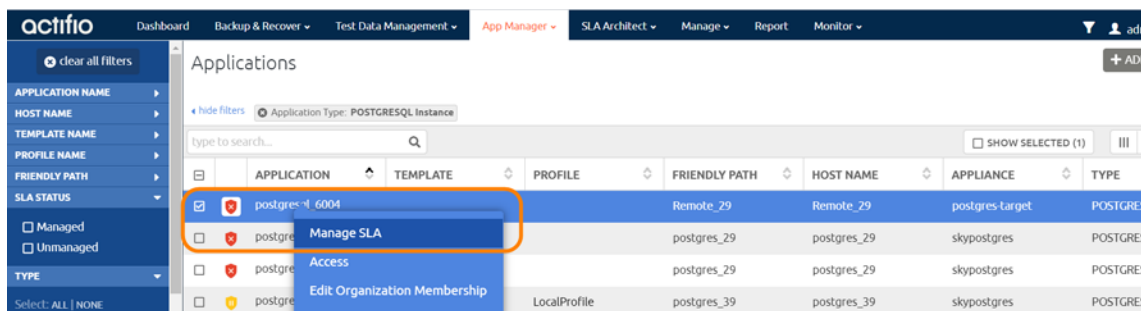 actifio Dashboard Backup & Recover Test Data Management App Manager SLA Architect Manage Report Monitor
clear all filters
Applications
APPLICATION NAME
HOST NAME
TEMPLATE NAME
PROFILE NAME
FRIENDLY PATH
SLA STATUS
Managed
Unmanaged
TYPE
Select: ALL | NONE
hide filters Application Type: POSTGRESQL Instance
type to search... SHOW SELECTED (1)
APPLICATION TEMPLATE PROFILE FRIENDLY PATH HOST NAME APPLIANCE TYPE
Remote_29 Remote_29 postgres-target
postgres_29 postgres_29 skypostgres
postgres_29 postgres_29 skypostgres
LocalProfile postgres_39 postgres_39 skypostgres
Manage SLA
Access
Edit Organization Membership